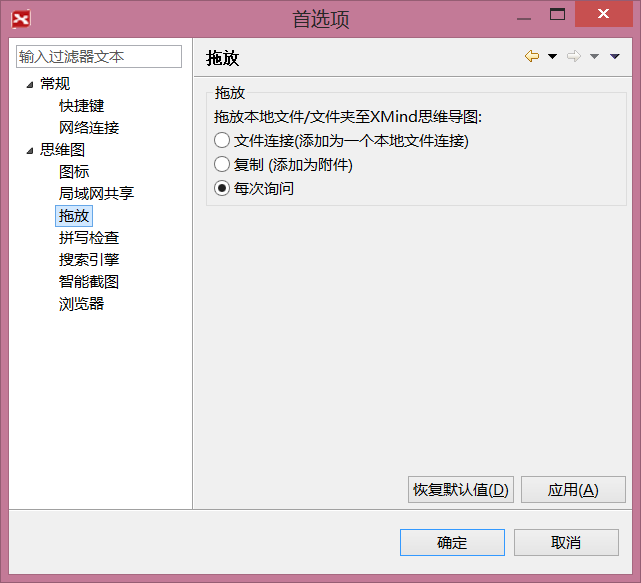 首选项
输入过滤器文本
常规
快捷键
网络连接
思维图
图标
局域网共享
拖放
拼写检查
搜索引擎
智能截图
浏览器
拖放
拖放
拖放本地文件/文件夹至XMind思维导图:
文件连接(添加为一个本地文件连接)
复制 (添加为附件)
每次询问
恢复默认值(D)
应用(A)
确定
取消